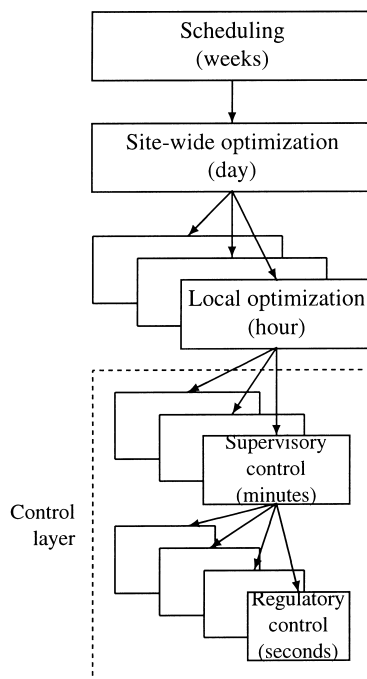 Scheduling
(weeks)
Site-wide optimization
(day)
Local optimization
(hour)
Supervisory
control
(minutes)
Control
layer
Regulatory
control
(seconds)